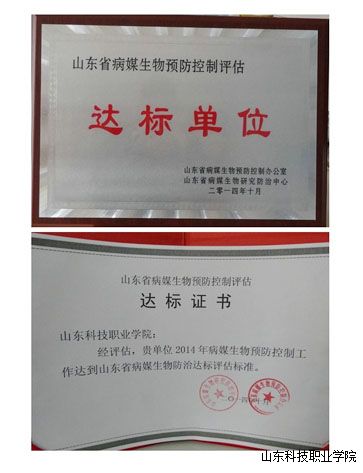 山东省病媒生物预防控制评估
达标单位
山东省病媒生物预防控制办公室
山东省病媒生物研究防治中心
二零一四年十月
山东省病媒生物预防控制评估
达标证书
山东科技职业学院：
经评估，贵单位2014年病媒生物预防控制工
作达到山东省病媒生物防治达标评估标准。
山东科技职业学院